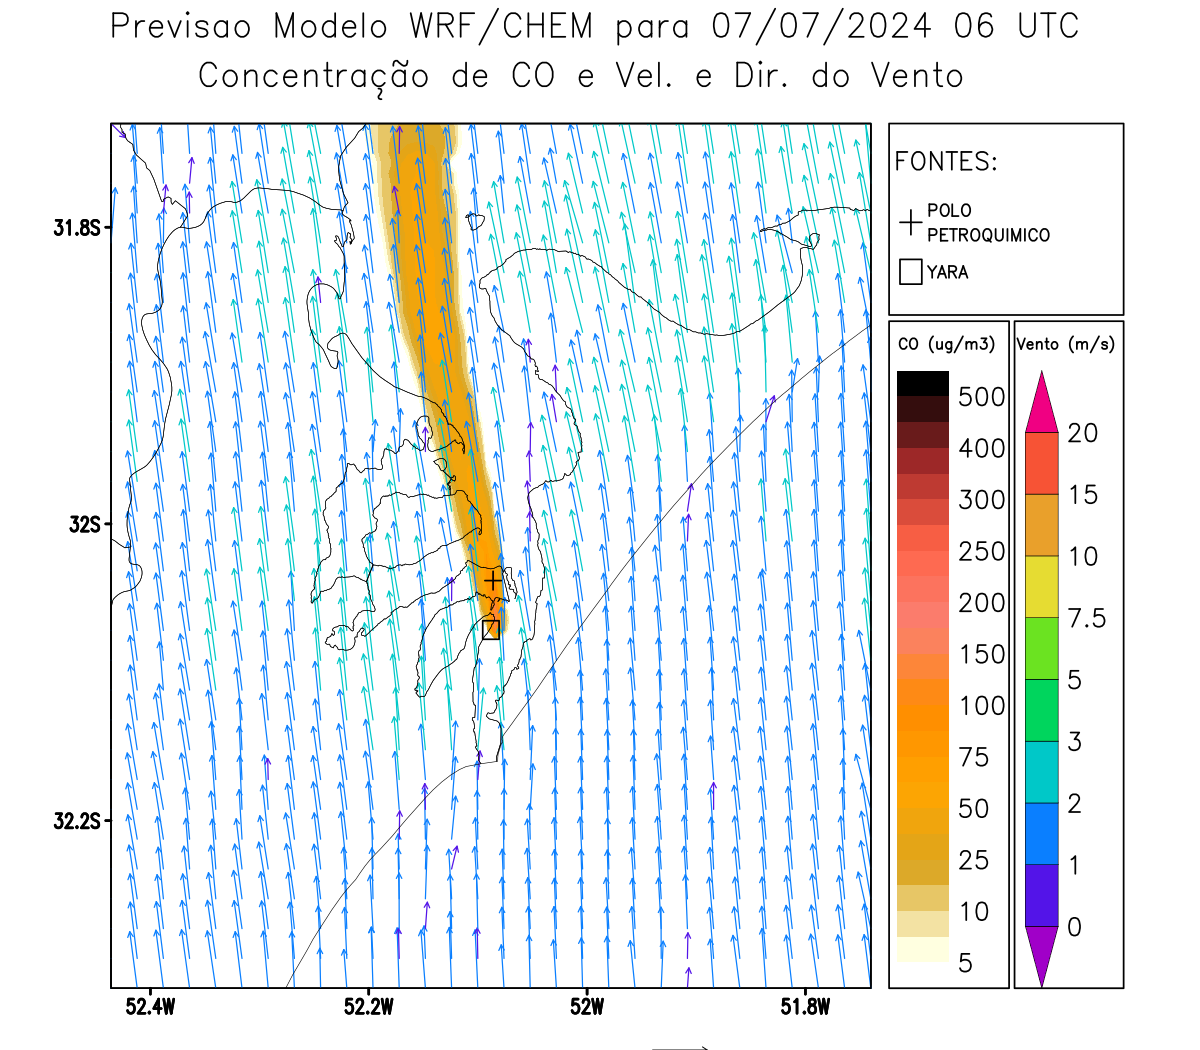 Previsao Modelo WRF/CHEM para 07/07/2024 06 UTC
Concentração de CO e Vel. e Dir. do Vento
FONTES:
POLO
PETROQUIMICO
YARA
CO (ug/m3)
500
400
300
250
200
150
100
75
50
25
10
5
Vento (m/s)
20
15
10
7.5
5
3
2
1
0
31.8S
32S
32.2S
52.4W
52.2W
52W
51.8W